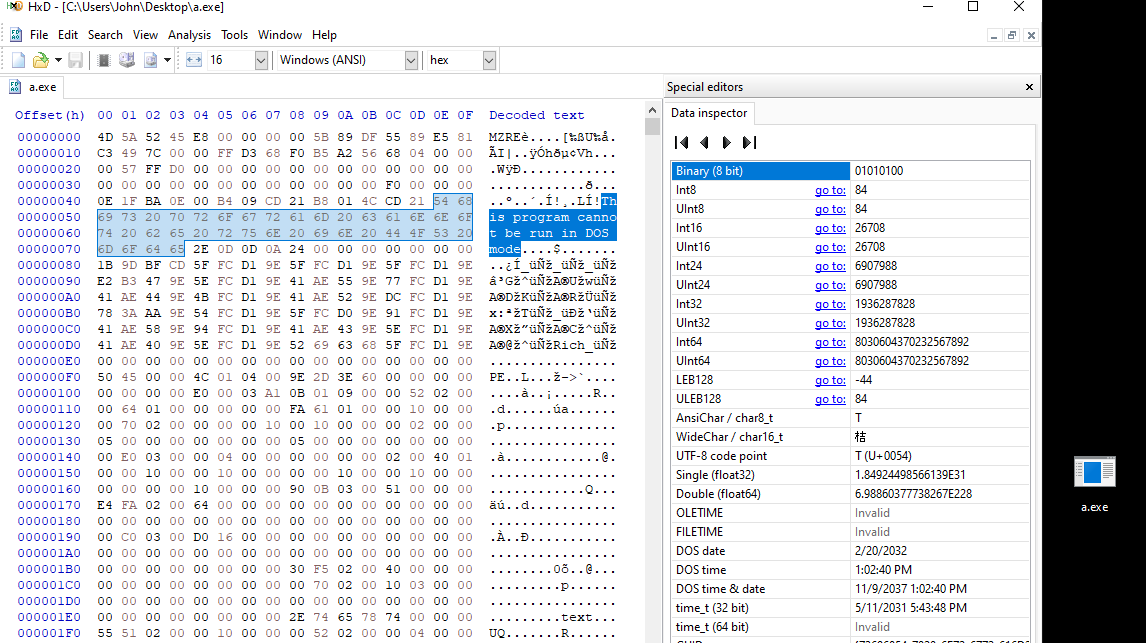 HxD - [C:\Users\John\Desktop\a.exe]
File Edit Search View Analysis Tools Window Help
16 Windows (ANSI) hex
a.exe
Offset(h) 00 01 02 03 04 05 06 07 08 09 0A 0B 0C 0D 0E 0F Decoded text
00000000 4D 5A 52 45 E8 00 00 00 00 5B 89 DF 55 89 E5 81 MZREè....[‰ßU‰å.
00000010 C3 49 7C 00 00 FF D3 68 F0 B5 A2 56 68 04 00 00 ÃI|..ÿÓhðµ¢Vh...
00000020 00 57 FF D0 00 00 00 00 00 00 00 00 00 00 00 00 .WÿÐ............
00000030 00 00 00 00 00 00 00 00 00 00 00 00 F0 00 00 00 ............ð...
00000040 0E 1F BA 0E 00 B4 09 CD 21 B8 01 4C CD 21 54 68 ..º..´.Í!¸.LÍ!Th
00000050 69 73 20 70 72 6F 67 72 61 6D 20 63 61 6E 6E 6F is program canno
00000060 74 20 62 65 20 72 75 6E 20 69 6E 20 44 4F 53 20 t be run in DOS
00000070 6D 6F 64 65 2E 0D 0D 0A 24 00 00 00 00 00 00 00 mode....$.......
00000080 1B 9D BF CD 5F FC D1 9E 5F FC D1 9E 5F FC D1 9E ..¿Í_üÑž_üÑž_üÑž
00000090 E2 B3 47 9E 5E FC D1 9E 41 AE 55 9E 77 FC D1 9E â³Gž^üÑžA®UžwüÑž
000000A0 41 AE 44 9E 4B FC D1 9E 41 AE 52 9E DC FC D1 9E A®DžKüÑžA®RžÜüÑž
000000B0 78 3A AA 9E 54 FC D1 9E 5F FC D0 9E 91 FC D1 9E x:ªžTüÑž_üÐž‘üÑž
000000C0 41 AE 58 9E 94 FC D1 9E 41 AE 43 9E 5E FC D1 9E A®Xž”üÑžA®Cž^üÑž
000000D0 41 AE 40 9E 5E FC D1 9E 52 69 63 68 5F FC D1 9E A®@ž^üÑžRich_üÑž
000000E0 00 00 00 00 00 00 00 00 00 00 00 00 00 00 00 00 ................
000000F0 50 45 00 00 4C 01 04 00 9E 2D 3E 60 00 00 00 00 PE..L...ž->`....
00000100 00 00 00 00 E0 00 03 A1 0B 01 09 00 00 52 02 00 ....à..¡.....R..
00000110 00 64 01 00 00 00 00 00 FA 61 01 00 00 10 00 00 .d......úa......
00000120 00 70 02 00 00 00 00 10 00 10 00 00 00 02 00 00 .p..............
00000130 05 00 00 00 00 00 00 00 05 00 00 00 00 00 00 00 ................
00000140 00 E0 03 00 00 04 00 00 00 00 00 00 02 00 40 01 .à............@.
00000150 00 00 10 00 00 10 00 00 00 00 10 00 00 10 00 00 ................
00000160 00 00 00 00 10 00 00 00 90 0B 03 00 51 00 00 00 ............Q...
00000170 E4 FA 02 00 64 00 00 00 00 00 00 00 00 00 00 00 äú..d...........
00000180 00 00 00 00 00 00 00 00 00 00 00 00 00 00 00 00 ................
00000190 00 C0 03 00 D0 16 00 00 00 00 00 00 00 00 00 00 .À..Ð...........
000001A0 00 00 00 00 00 00 00 00 00 00 00 00 00 00 00 00 ................
000001B0 00 00 00 00 00 00 00 00 30 F5 02 00 40 00 00 00 ........0õ..@...
000001C0 00 00 00 00 00 00 00 00 00 70 02 00 10 03 00 00 .........p......
000001D0 00 00 00 00 00 00 00 00 00 00 00 00 00 00 00 00 ................
000001E0 00 00 00 00 00 00 00 00 2E 74 65 78 74 00 00 00 .........text...
000001F0 55 51 02 00 00 10 00 00 00 52 02 00 00 04 00 00 UQ.......R......
Special editors
Data inspector
Binary (8 bit) 01010100
Int8 go to: 84
UInt8 go to: 84
Int16 go to: 26708
UInt16 go to: 26708
Int24 go to: 6907988
UInt24 go to: 6907988
Int32 go to: 1936287828
UInt32 go to: 1936287828
Int64 go to: 8030604370232567892
UInt64 go to: 8030604370232567892
LEB128 go to: -44
ULEB128 go to: 84
AnsiChar / char8_t T
WideChar / char16_t 桔
UTF-8 code point T (U+0054)
Single (float32) 1.84924498566139E31
Double (float64) 6.98860377738267E228
OLETIME Invalid
FILETIME Invalid
DOS date 2/20/2032
DOS time 1:02:40 PM
DOS time & date 11/9/2037 1:02:40 PM
time_t (32 bit) 5/11/2031 5:43:48 PM
time_t (64 bit) Invalid
a.exe